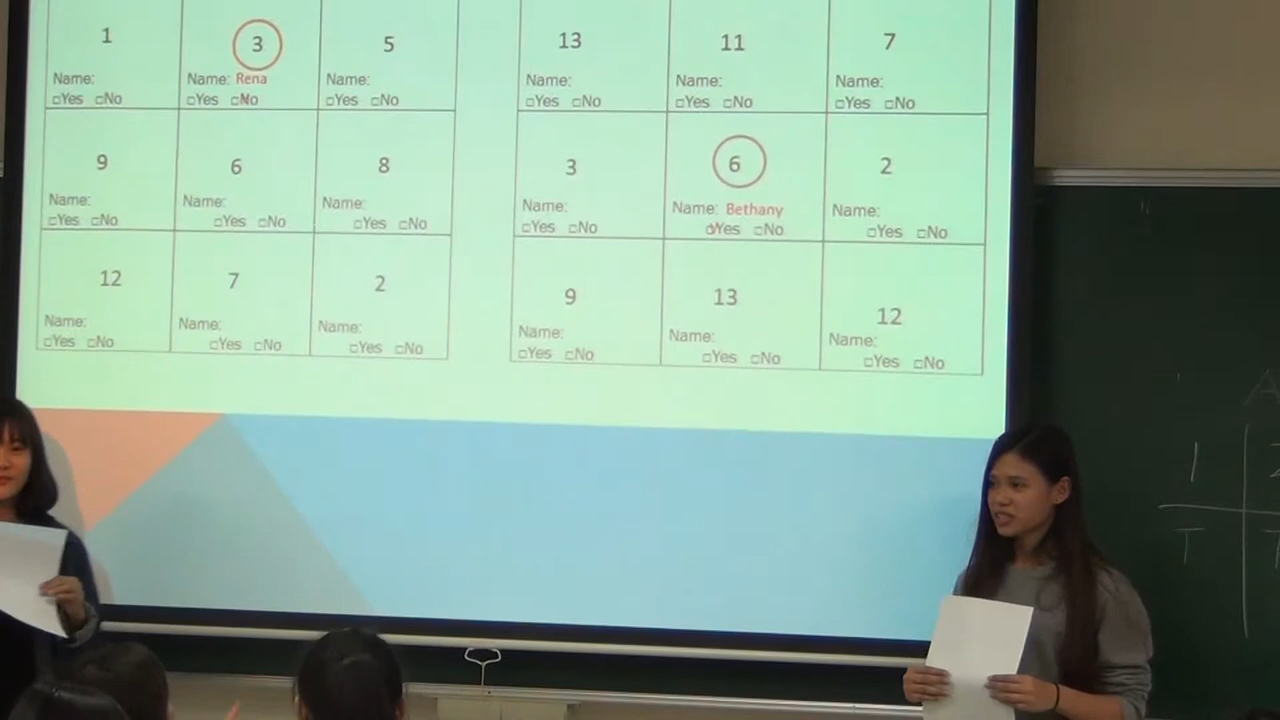 1 3 5
Name: Name: Rena Name:
□Yes □No □Yes □No □Yes □No
9 6 8
Name: Name: Name:
□Yes □No □Yes □No □Yes □No
12 7 2
Name: Name: Name:
□Yes □No □Yes □No □Yes □No
13 11 7
Name: Name: Name:
□Yes □No □Yes □No □Yes □No
3 6 2
Name: Name: Bethany Name:
□Yes □No □Yes □No □Yes □No
9 13 12
Name: Name: Name:
□Yes □No □Yes □No □Yes □No